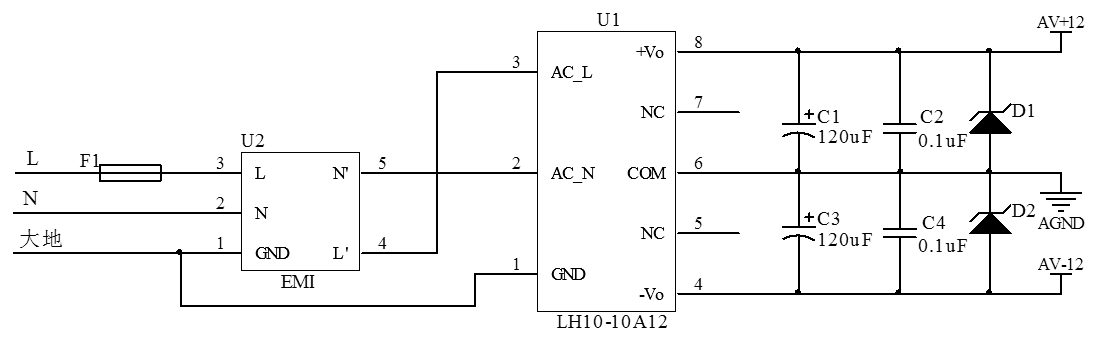 U1
AV+12
8
+Vo
3
AC_L
7
NC
C1
120uF
C2
0.1uF
D1
U2
L
F1
3
L
N'
5
2
AC_N
COM
6
N
2
N
AGND
大地
1
GND
L'
4
NC
5
C3
120uF
C4
0.1uF
D2
EMI
1
GND
-Vo
4
AV-12
LH10-10A12